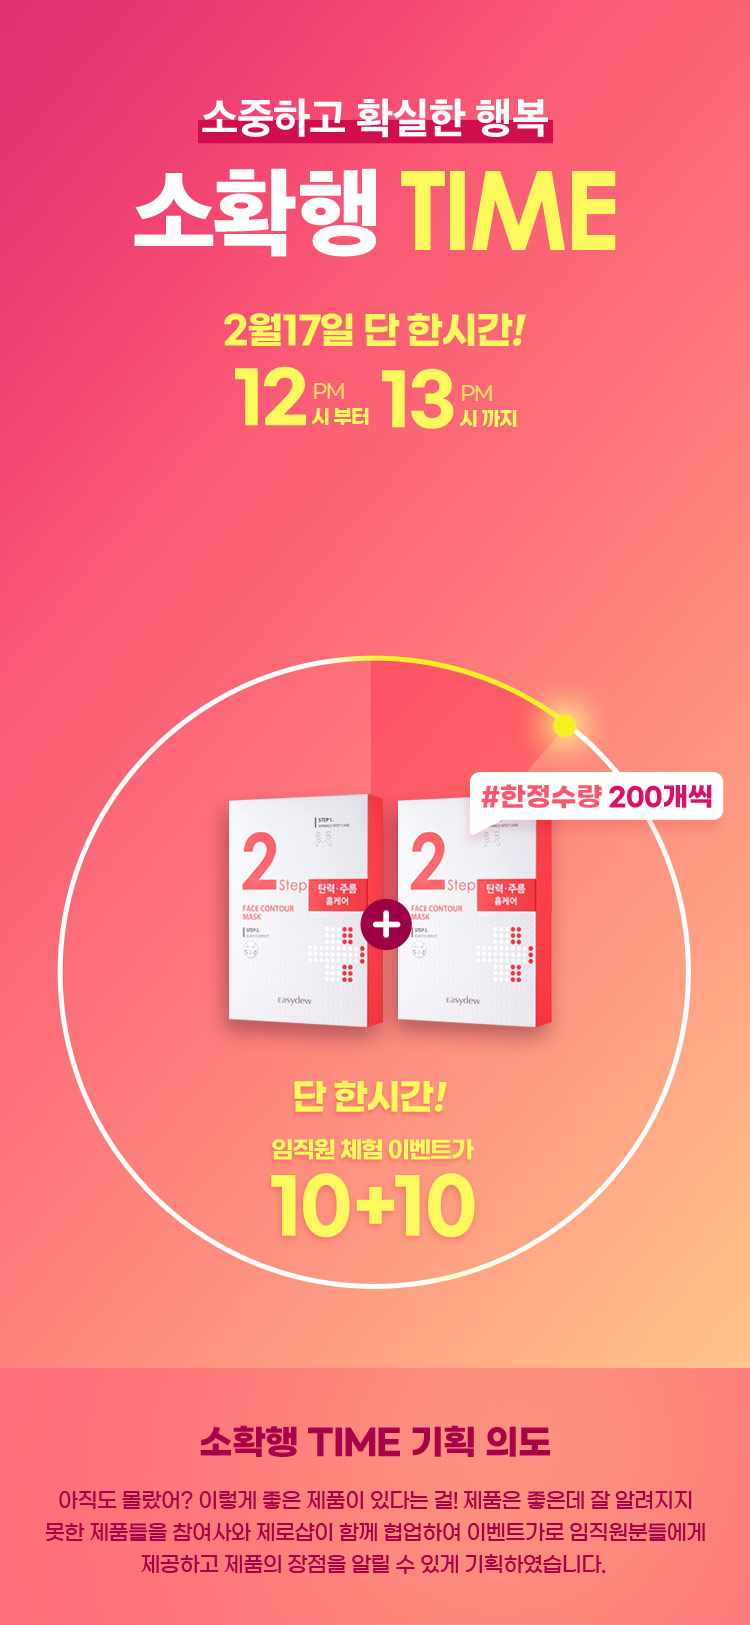 소중하고 확실한 행복
소확행 TIME
2월17일 단 한시간!
12 PM 시 부터 13 PM 시 까지
#한정수량 200개씩
STEP 1.
2 Step 탄력·주름 홈케어
FACE CONTOUR
MASK
STEP 2.
Easydew
+
2 Step 탄력·주름 홈케어
FACE CONTOUR
MASK
STEP 2.
Easydew
단 한시간!
임직원 체험 이벤트가
10+10
소확행 TIME 기획 의도
아직도 몰랐어? 이렇게 좋은 제품이 있다는 걸! 제품은 좋은데 잘 알려지지
못한 제품들을 참여사와 제로샵이 함께 협업하여 이벤트가로 임직원분들에게
제공하고 제품의 장점을 알릴 수 있게 기획하였습니다.